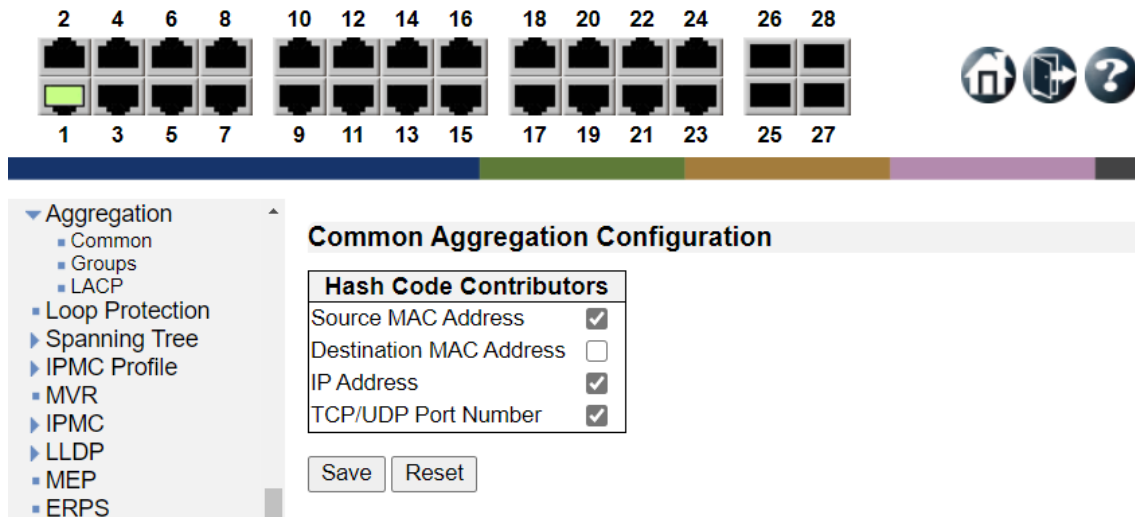 2 4 6 8 10 12 14 16 18 20 22 24 26 28
1 3 5 7 9 11 13 15 17 19 21 23 25 27
Aggregation
Common
Groups
LACP
Loop Protection
Spanning Tree
IPMC Profile
MVR
IPMC
LLDP
MEP
ERPS
Common Aggregation Configuration
Hash Code Contributors
Source MAC Address
Destination MAC Address
IP Address
TCP/UDP Port Number
Save Reset